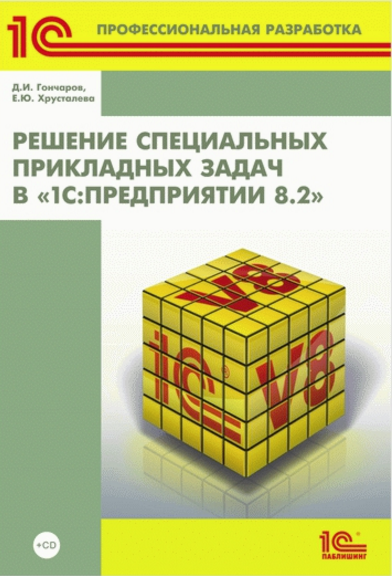 1С ПРОФЕССИОНАЛЬНАЯ РАЗРАБОТКА
Д.И. Гончаров,
Е.Ю. Хрусталева
РЕШЕНИЕ СПЕЦИАЛЬНЫХ
ПРИКЛАДНЫХ ЗАДАЧ
В «1С:ПРЕДПРИЯТИИ 8.2»
V8
1С®
V8
+CD
1С
ПАБЛИШИНГ